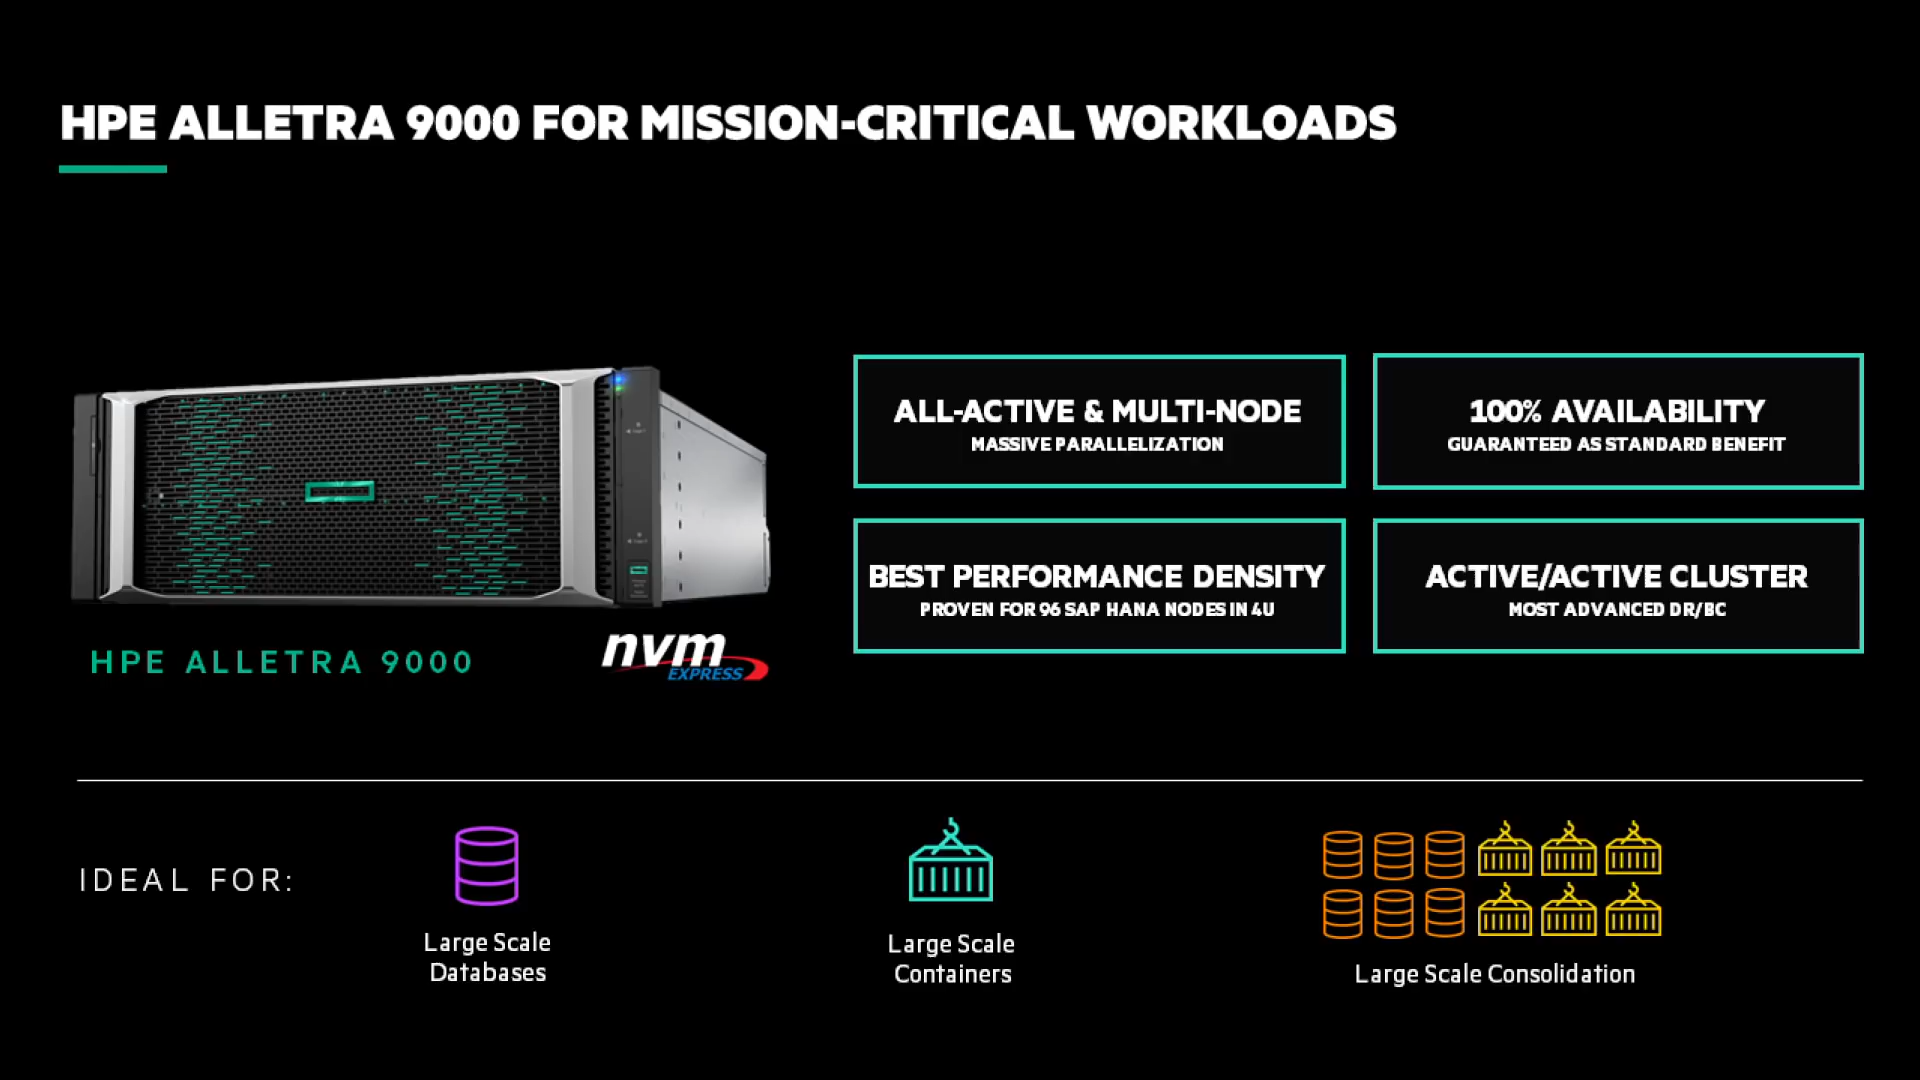 HPE ALLETRA 9000 FOR MISSION-CRITICAL WORKLOADS
ALL-ACTIVE & MULTI-NODE
MASSIVE PARALLELIZATION
100% AVAILABILITY
GUARANTEED AS STANDARD BENEFIT
BEST PERFORMANCE DENSITY
PROVEN FOR 96 SAP HANA NODES IN 4U
ACTIVE/ACTIVE CLUSTER
MOST ADVANCED DR/BC
HPE ALLETRA 9000
nvm
EXPRESS
IDEAL FOR:
Large Scale
Databases
Large Scale
Containers
Large Scale Consolidation